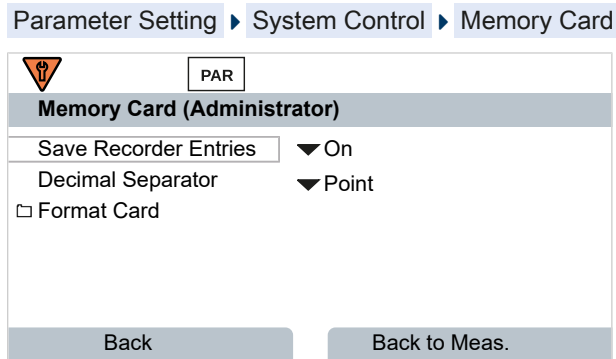 Parameter Setting ▶ System Control ▶ Memory Card
PAR
Memory Card (Administrator)
Save Recorder Entries On
Decimal Separator Point
Format Card
Back Back to Meas.